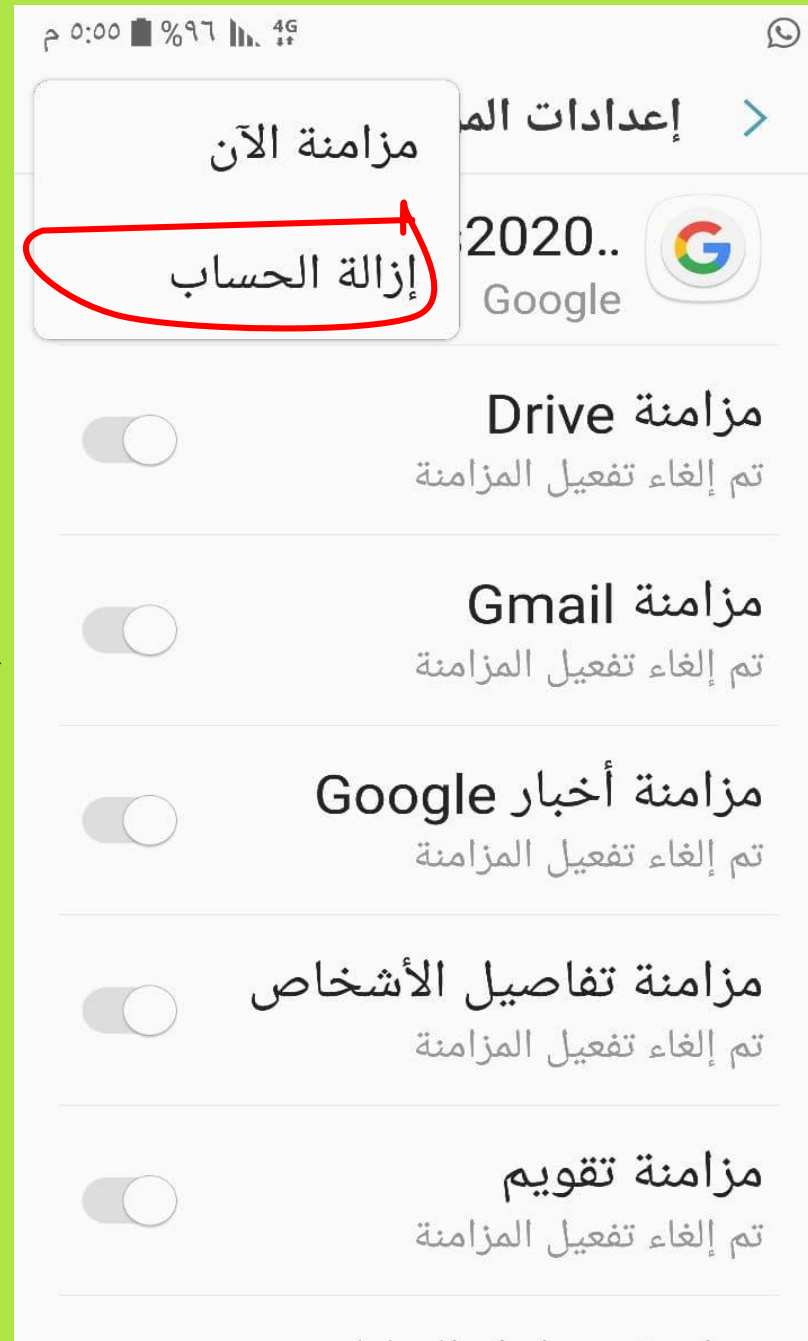 ٥:٠٠ م ٩٦% 4G
إعدادات
مزامنة الآن
إزالة الحساب
2020..
Google
مزامنة Drive
تم إلغاء تفعيل المزامنة
مزامنة Gmail
تم إلغاء تفعيل المزامنة
مزامنة أخبار Google
تم إلغاء تفعيل المزامنة
مزامنة تفاصيل الأشخاص
تم إلغاء تفعيل المزامنة
مزامنة تقويم
تم إلغاء تفعيل المزامنة